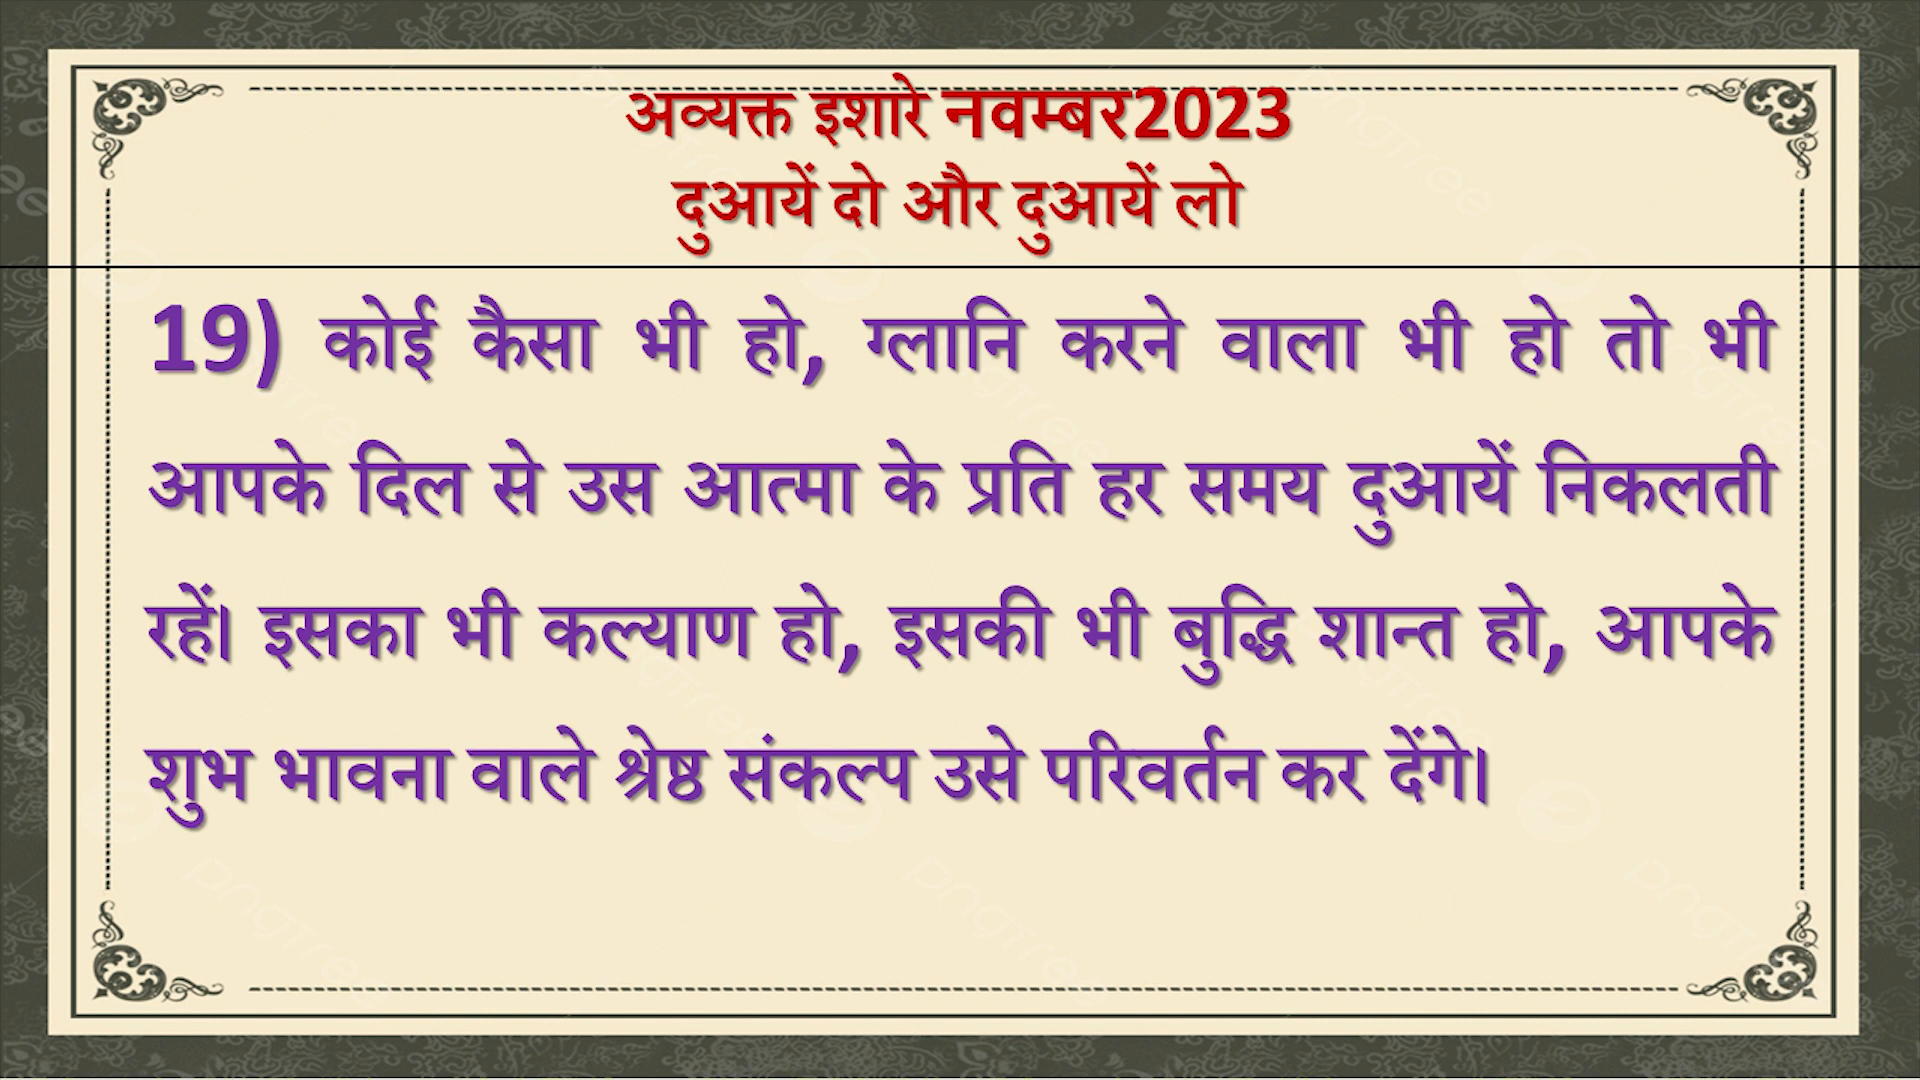 अव्यक्त इशारे नवम्बर2023
दुआयें दो और दुआयें लो
19) कोई कैसा भी हो, ग्लानि करने वाला भी हो तो भी
आपके दिल से उस आत्मा के प्रति हर समय दुआयें निकलती
रहें। इसका भी कल्याण हो, इसकी भी बुद्धि शान्त हो, आपके
शुभ भावना वाले श्रेष्ठ संकल्प उसे परिवर्तन कर देंगे।